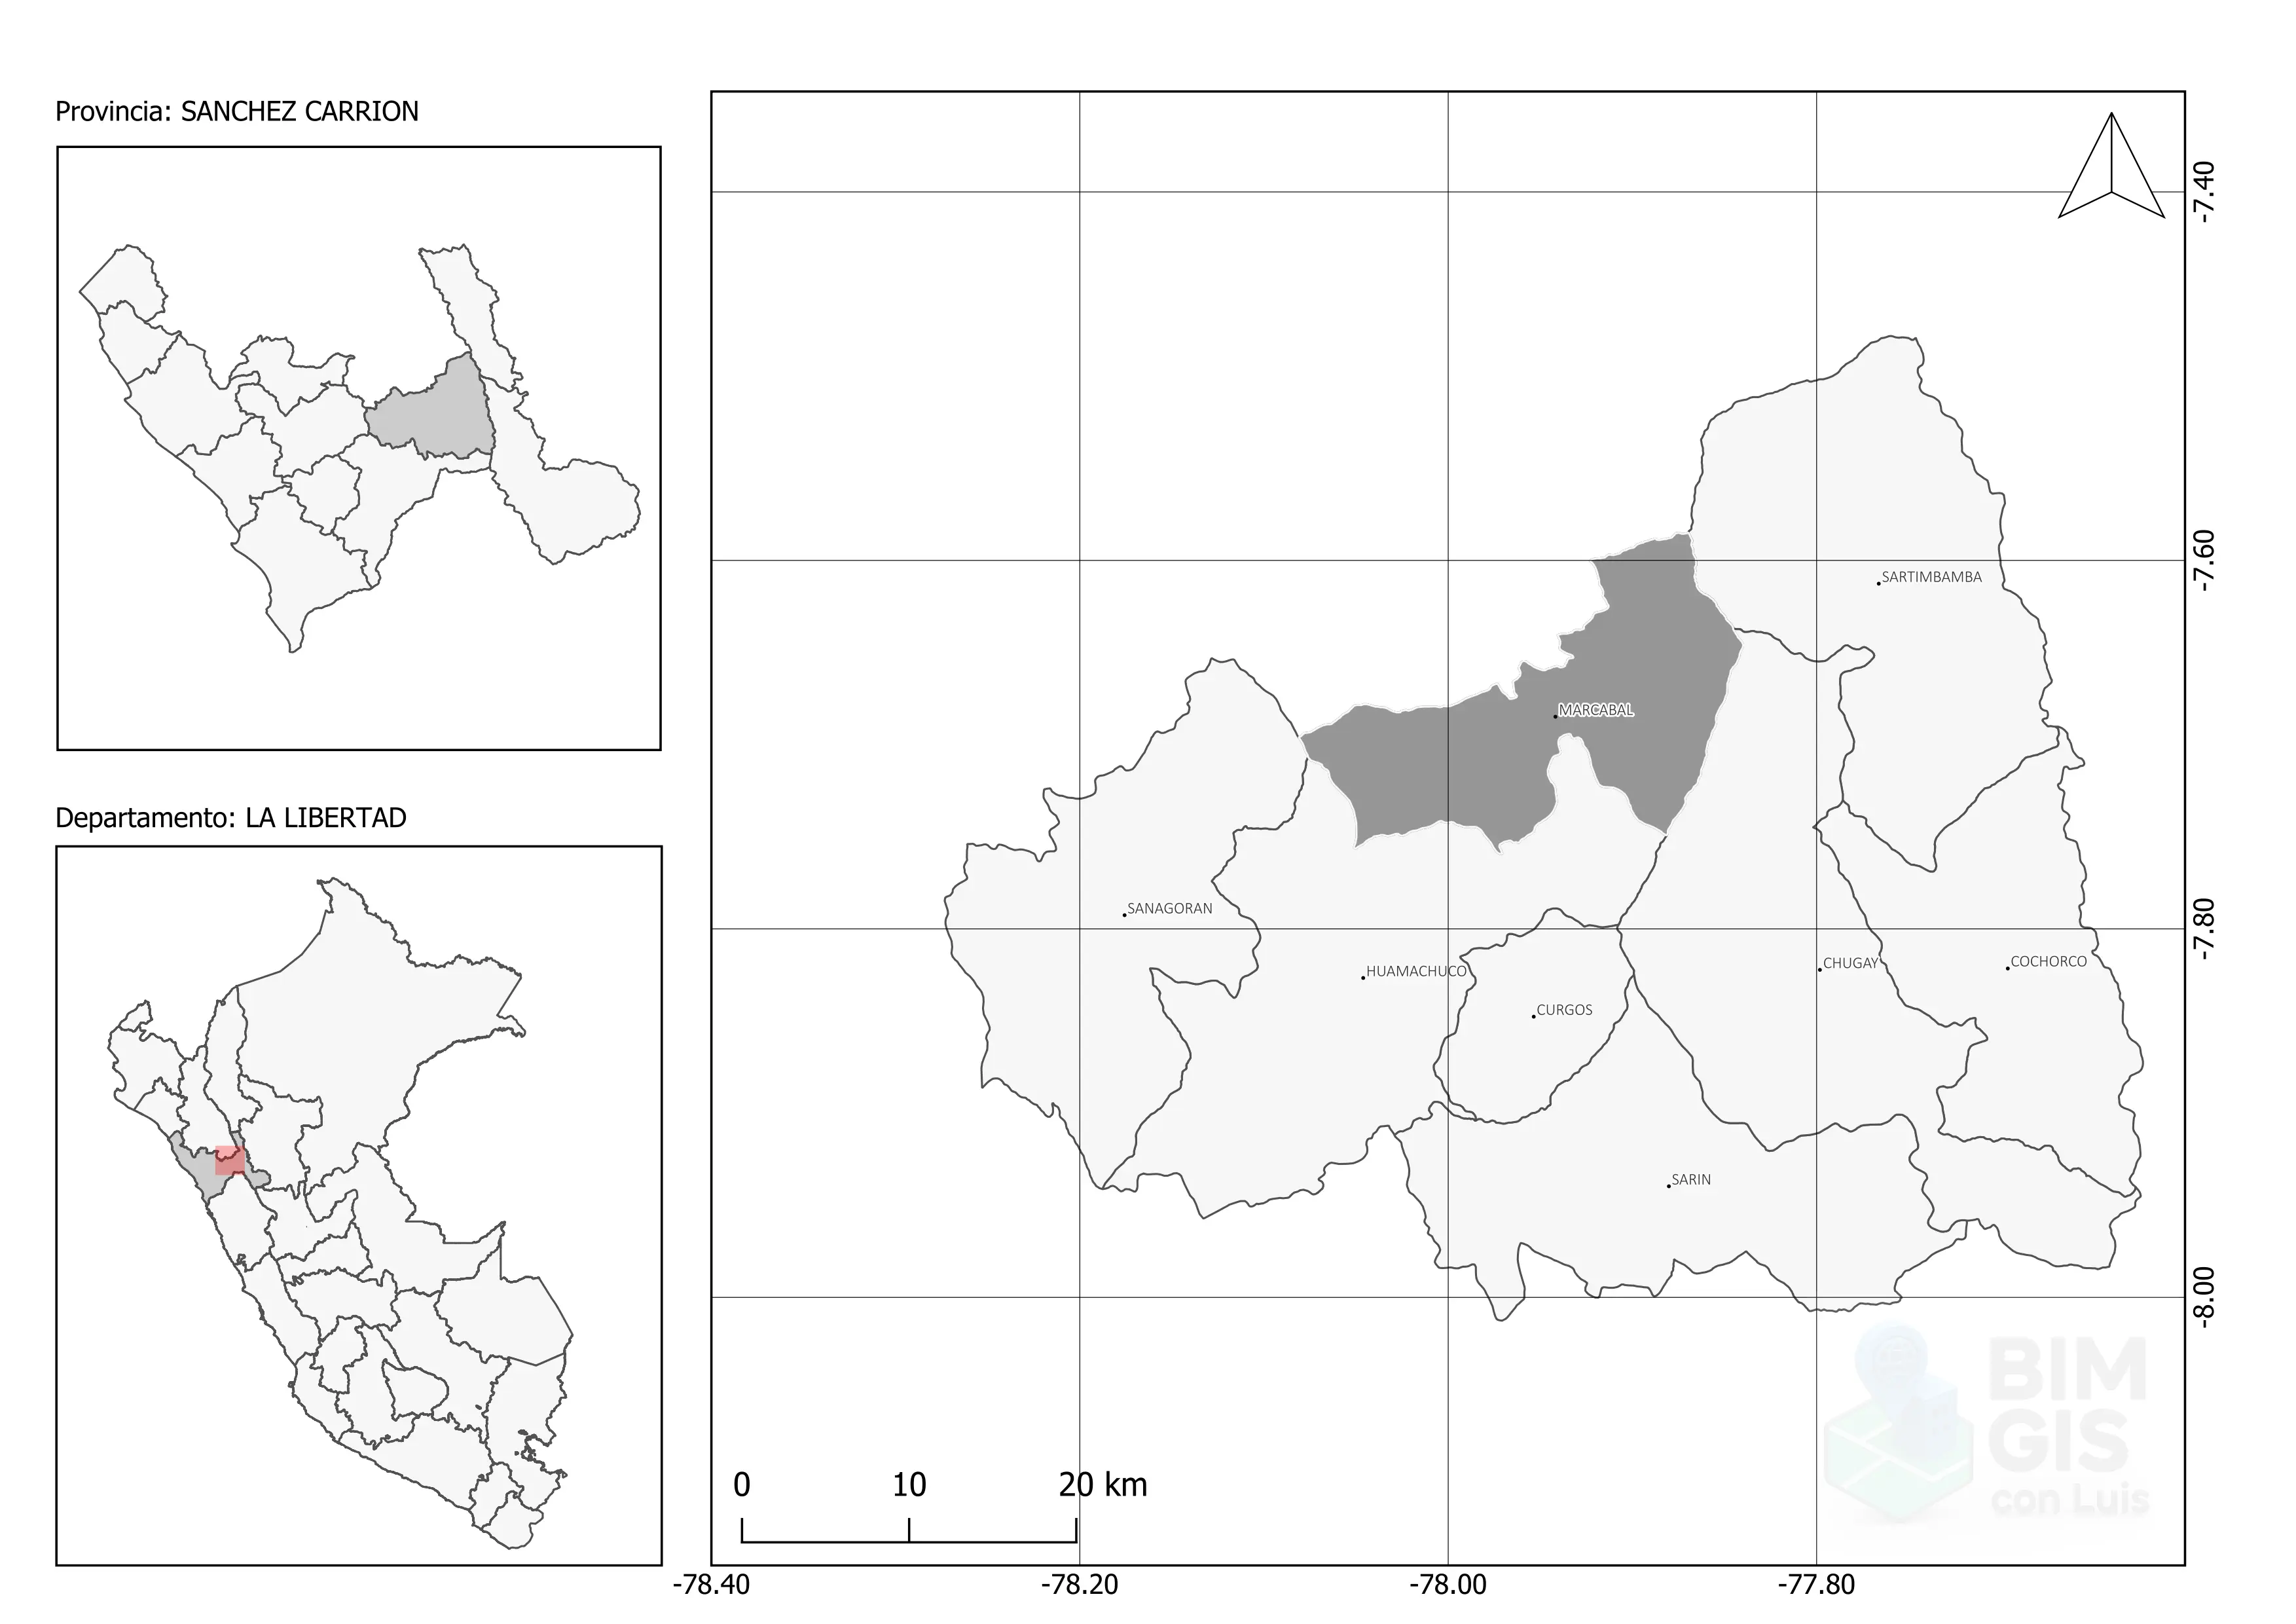 Provincia: SANCHEZ CARRION
Departamento: LA LIBERTAD
-7.40
-7.60
-7.80
-8.00
SARTIMBAMBA
MARCABAL
SANAGORAN
HUAMACHUCO
CURGOS
CHUGAY
COCHORCO
SARIN
BIM
GIS
con Luis
0 10 20 km
-78.40 -78.20 -78.00 -77.80